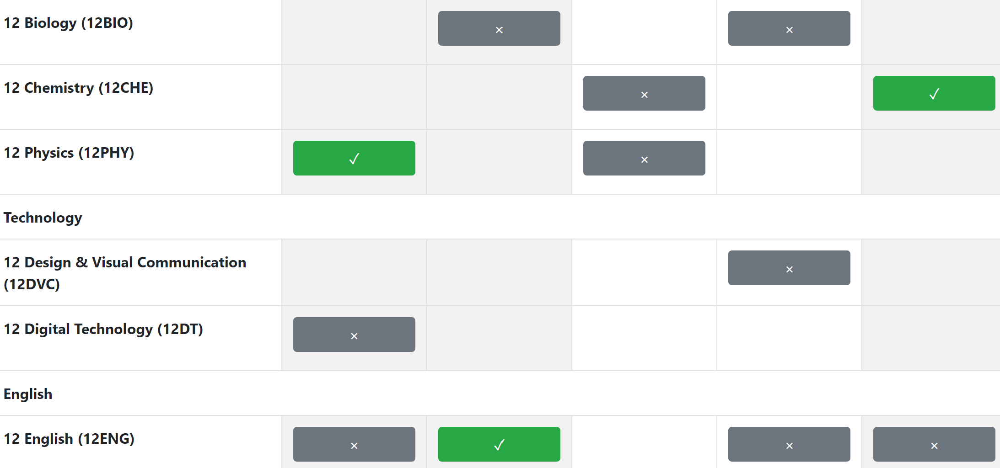 12 Biology (12BIO) × ×
12 Chemistry (12CHE) × ✓
12 Physics (12PHY) ✓ ×
Technology
12 Design & Visual Communication ×
(12DVC)
12 Digital Technology (12DT) ×
English
12 English (12ENG) × ✓ × ×